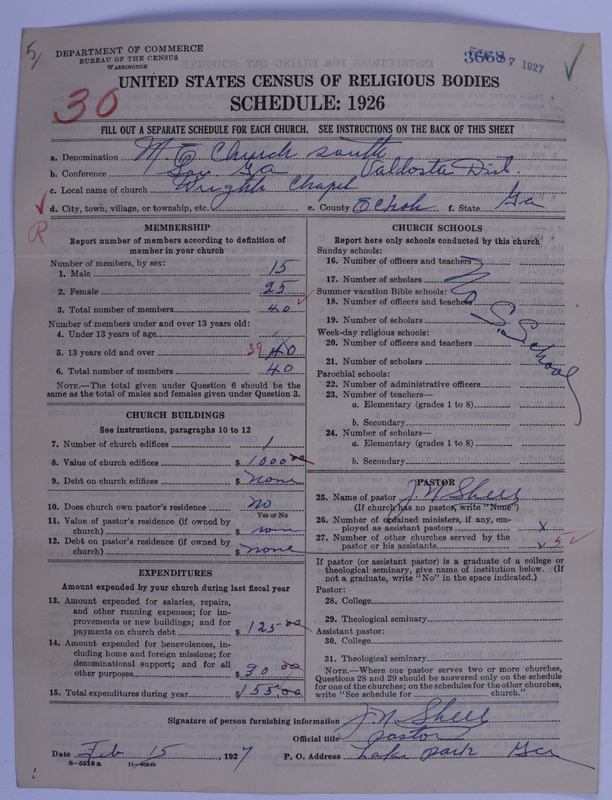 5/
DEPARTMENT OF COMMERCE
BUREAU OF THE CENSUS
WASHINGTON
3668 7 1927
UNITED STATES CENSUS OF RELIGIOUS BODIES
30
SCHEDULE: 1926
FILL OUT A SEPARATE SCHEDULE FOR EACH CHURCH. SEE INSTRUCTIONS ON THE BACK OF THIS SHEET
a. Denomination M. E. Church South
b. Conference Sou. Ga Valdosta Dist.
c. Local name of church Wrights Chapel
d. City, town, village, or township, etc. e. County Echols f. State Ga
R
MEMBERSHIP
Report number of members according to definition of
member in your church
Number of members, by sex:
1. Male 15
2. Female 25
3. Total number of members 40
Number of members under and over 13 years old:
4. Under 13 years of age
5. 13 years old and over 39 40
6. Total number of members 40
NOTE.—The total given under Question 6 should be the
same as the total of males and females given under Question 3.
CHURCH BUILDINGS
See instructions, paragraphs 10 to 12
7. Number of church edifices 1
8. Value of church edifices $ 1000.00
9. Debt on church edifices $ none
10. Does church own pastor's residence no
Yes or No
11. Value of pastor's residence (if owned by
church) $ none
12. Debt on pastor's residence (if owned by
church) $ none
EXPENDITURES
Amount expended by your church during last fiscal year
13. Amount expended for salaries, repairs,
and other running expenses; for im-
provements or new buildings; and for
payments on church debt $ 125.00
14. Amount expended for benevolences, in-
cluding home and foreign missions; for
denominational support; and for all
other purposes $ 30.00
15. Total expenditures during year $ 155.00
CHURCH SCHOOLS
Report here only schools conducted by this church
Sunday schools:
16. Number of officers and teachers
17. Number of scholars
Summer vacation Bible schools:
18. Number of officers and teachers
19. Number of scholars
Week-day religious schools:
20. Number of officers and teachers
21. Number of scholars
Parochial schools:
22. Number of administrative officers
23. Number of teachers—
a. Elementary (grades 1 to 8)
b. Secondary
24. Number of scholars—
a. Elementary (grades 1 to 8)
b. Secondary
No S. School
PASTOR
25. Name of pastor J. N. Shell
(If church has no pastor, write "None")
26. Number of ordained ministers, if any, em-
ployed as assistant pastors x
27. Number of other churches served by the
pastor or his assistants x 5
If pastor (or assistant pastor) is a graduate of a college or
theological seminary, give name of institution below. (If
not a graduate, write "No" in the space indicated.)
Pastor:
28. College
29. Theological seminary
Assistant pastor:
30. College
31. Theological seminary
NOTE.—Where one pastor serves two or more churches,
Questions 28 and 29 should be answered only on the schedule
for one of the churches; on the schedules for the other churches,
write "See schedule for church."
Signature of person furnishing information J. N. Shell
Official title pastor
Date Feb 15, 1927 P. O. Address Lake park Ga
8—5518 a